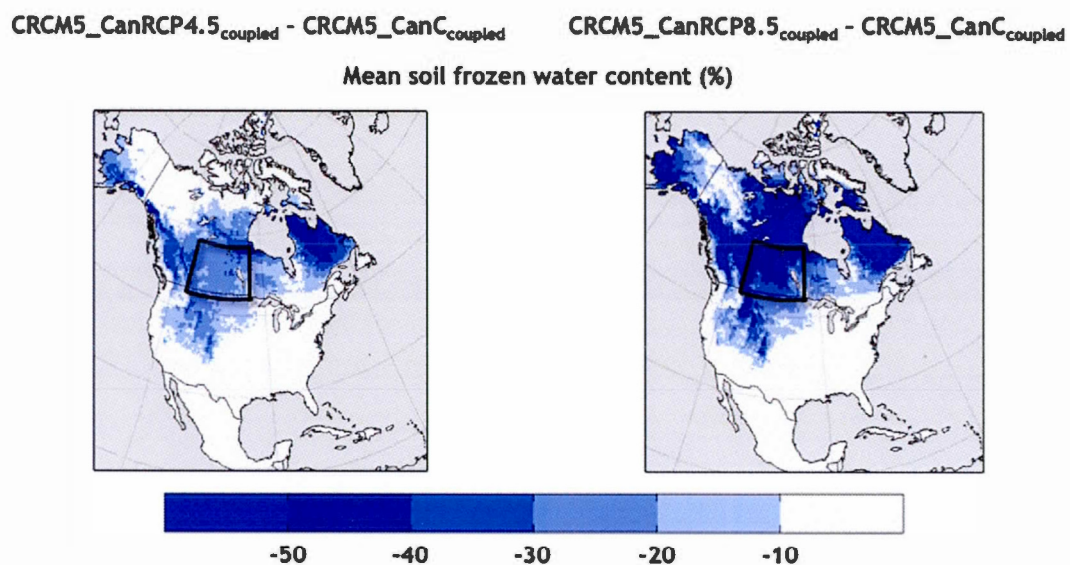 CRCM5_CanRCP4.5coupled - CRCM5_CanCcoupled CRCM5_CanRCP8.5coupled - CRCM5_CanCcoupled
Mean soil frozen water content (%)
-50 -40 -30 -20 -10